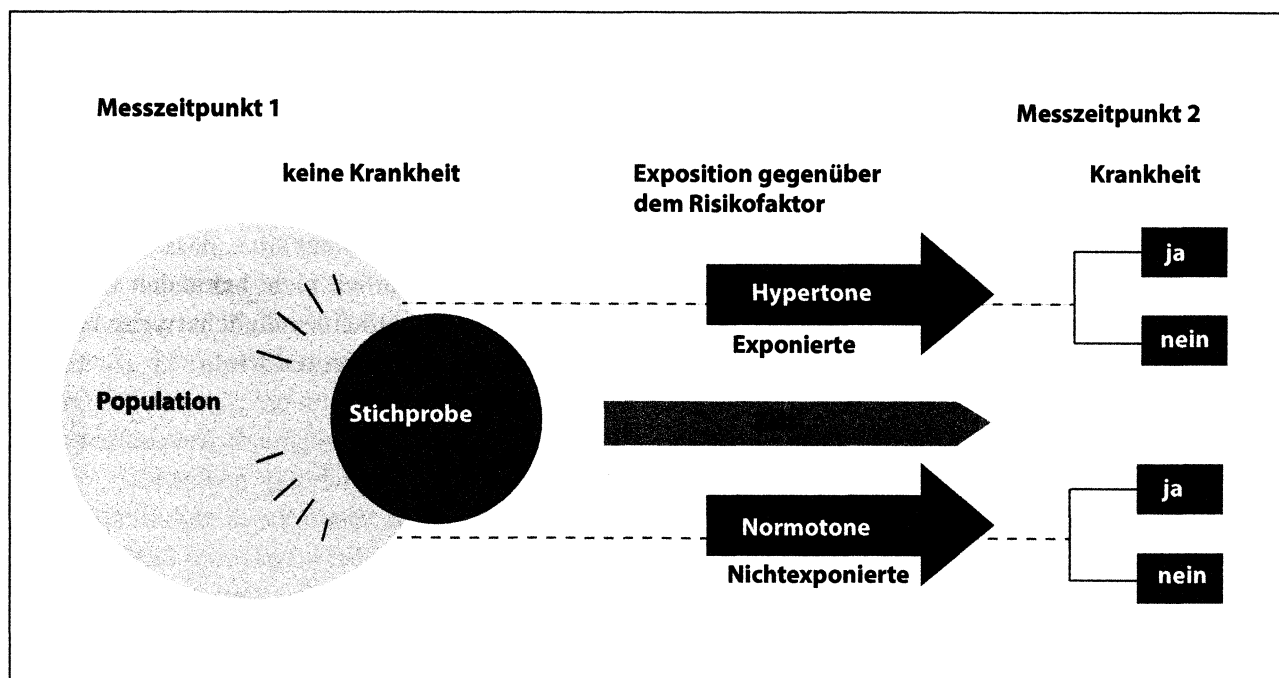 Messzeitpunkt 1
Messzeitpunkt 2
keine Krankheit
Exposition gegenüber
dem Risikofaktor
Krankheit
ja
Hypertone
nein
Exponierte
Population
Stichprobe
ja
Normotone
Nichtexponierte
nein